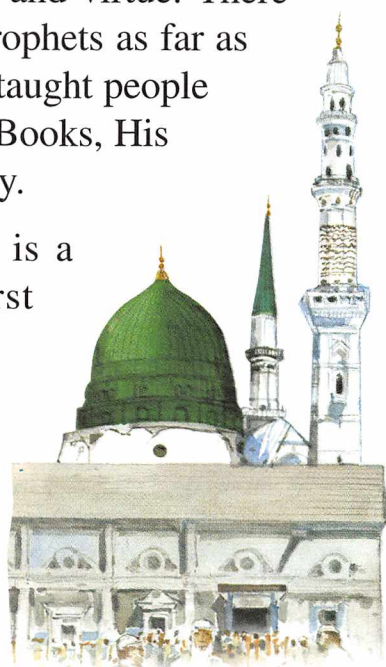 and virtue. There
rophets as far as
taught people
Books, His
y.
is a
rst